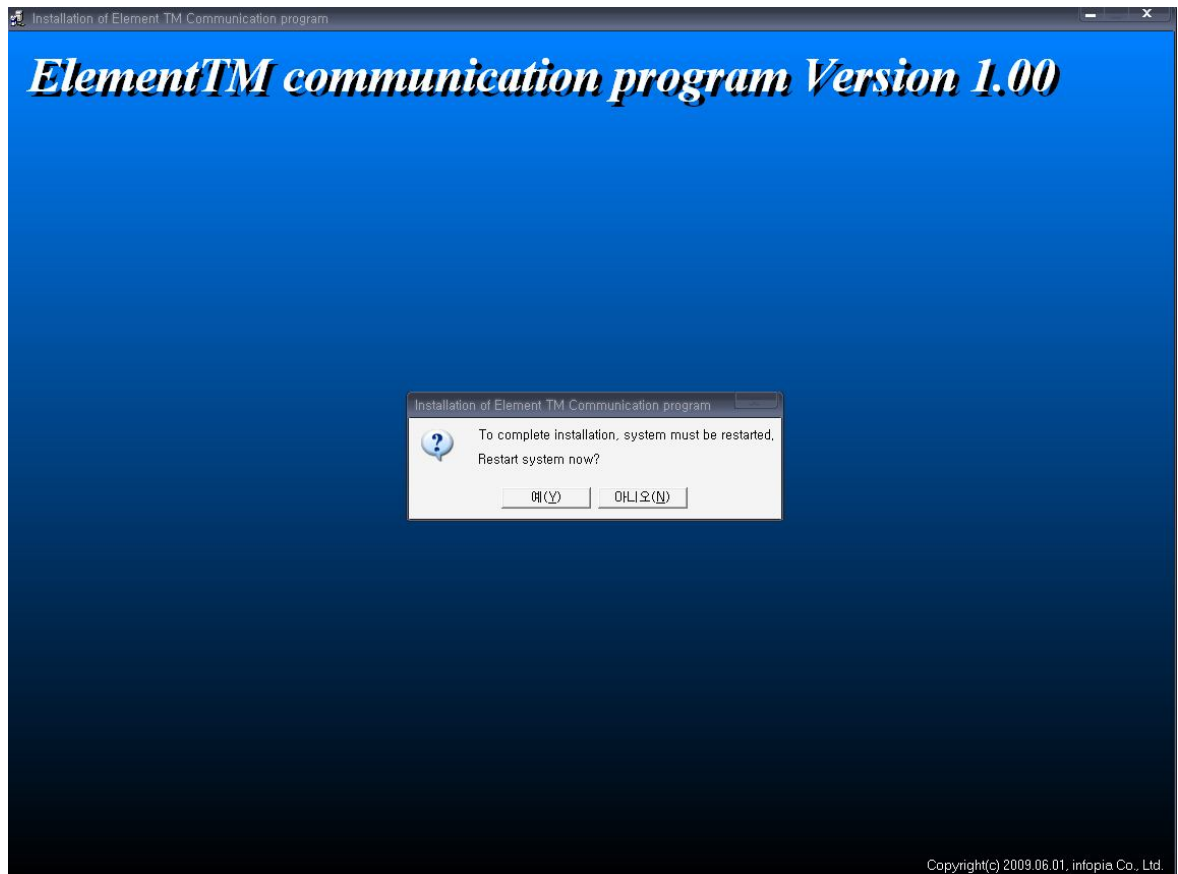 Installation of Element TM Communication program
ElementTM communication program Version 1.00
Installation of Element TM Communication program
To complete installation, system must be restarted,
Restart system now?
예(Y) 아니오(N)
Copyright(c) 2009.06.01, infopia Co., Ltd.